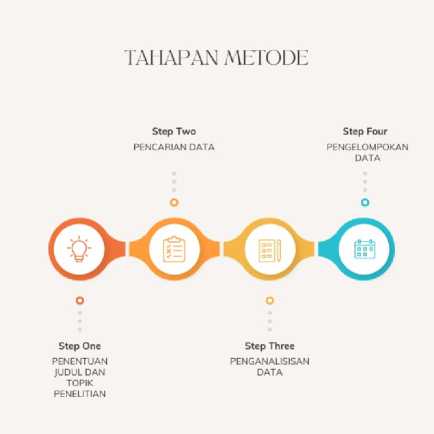 TAHAPAN METODE
Step Two
PENCARIAN DATA
Step Four
PENGELOMPOKAN
DATA
Step One
PENENTUAN
JUDUL DAN
TOPIK
PENELITIAN
Step Three
PENGANALISISAN
DATA